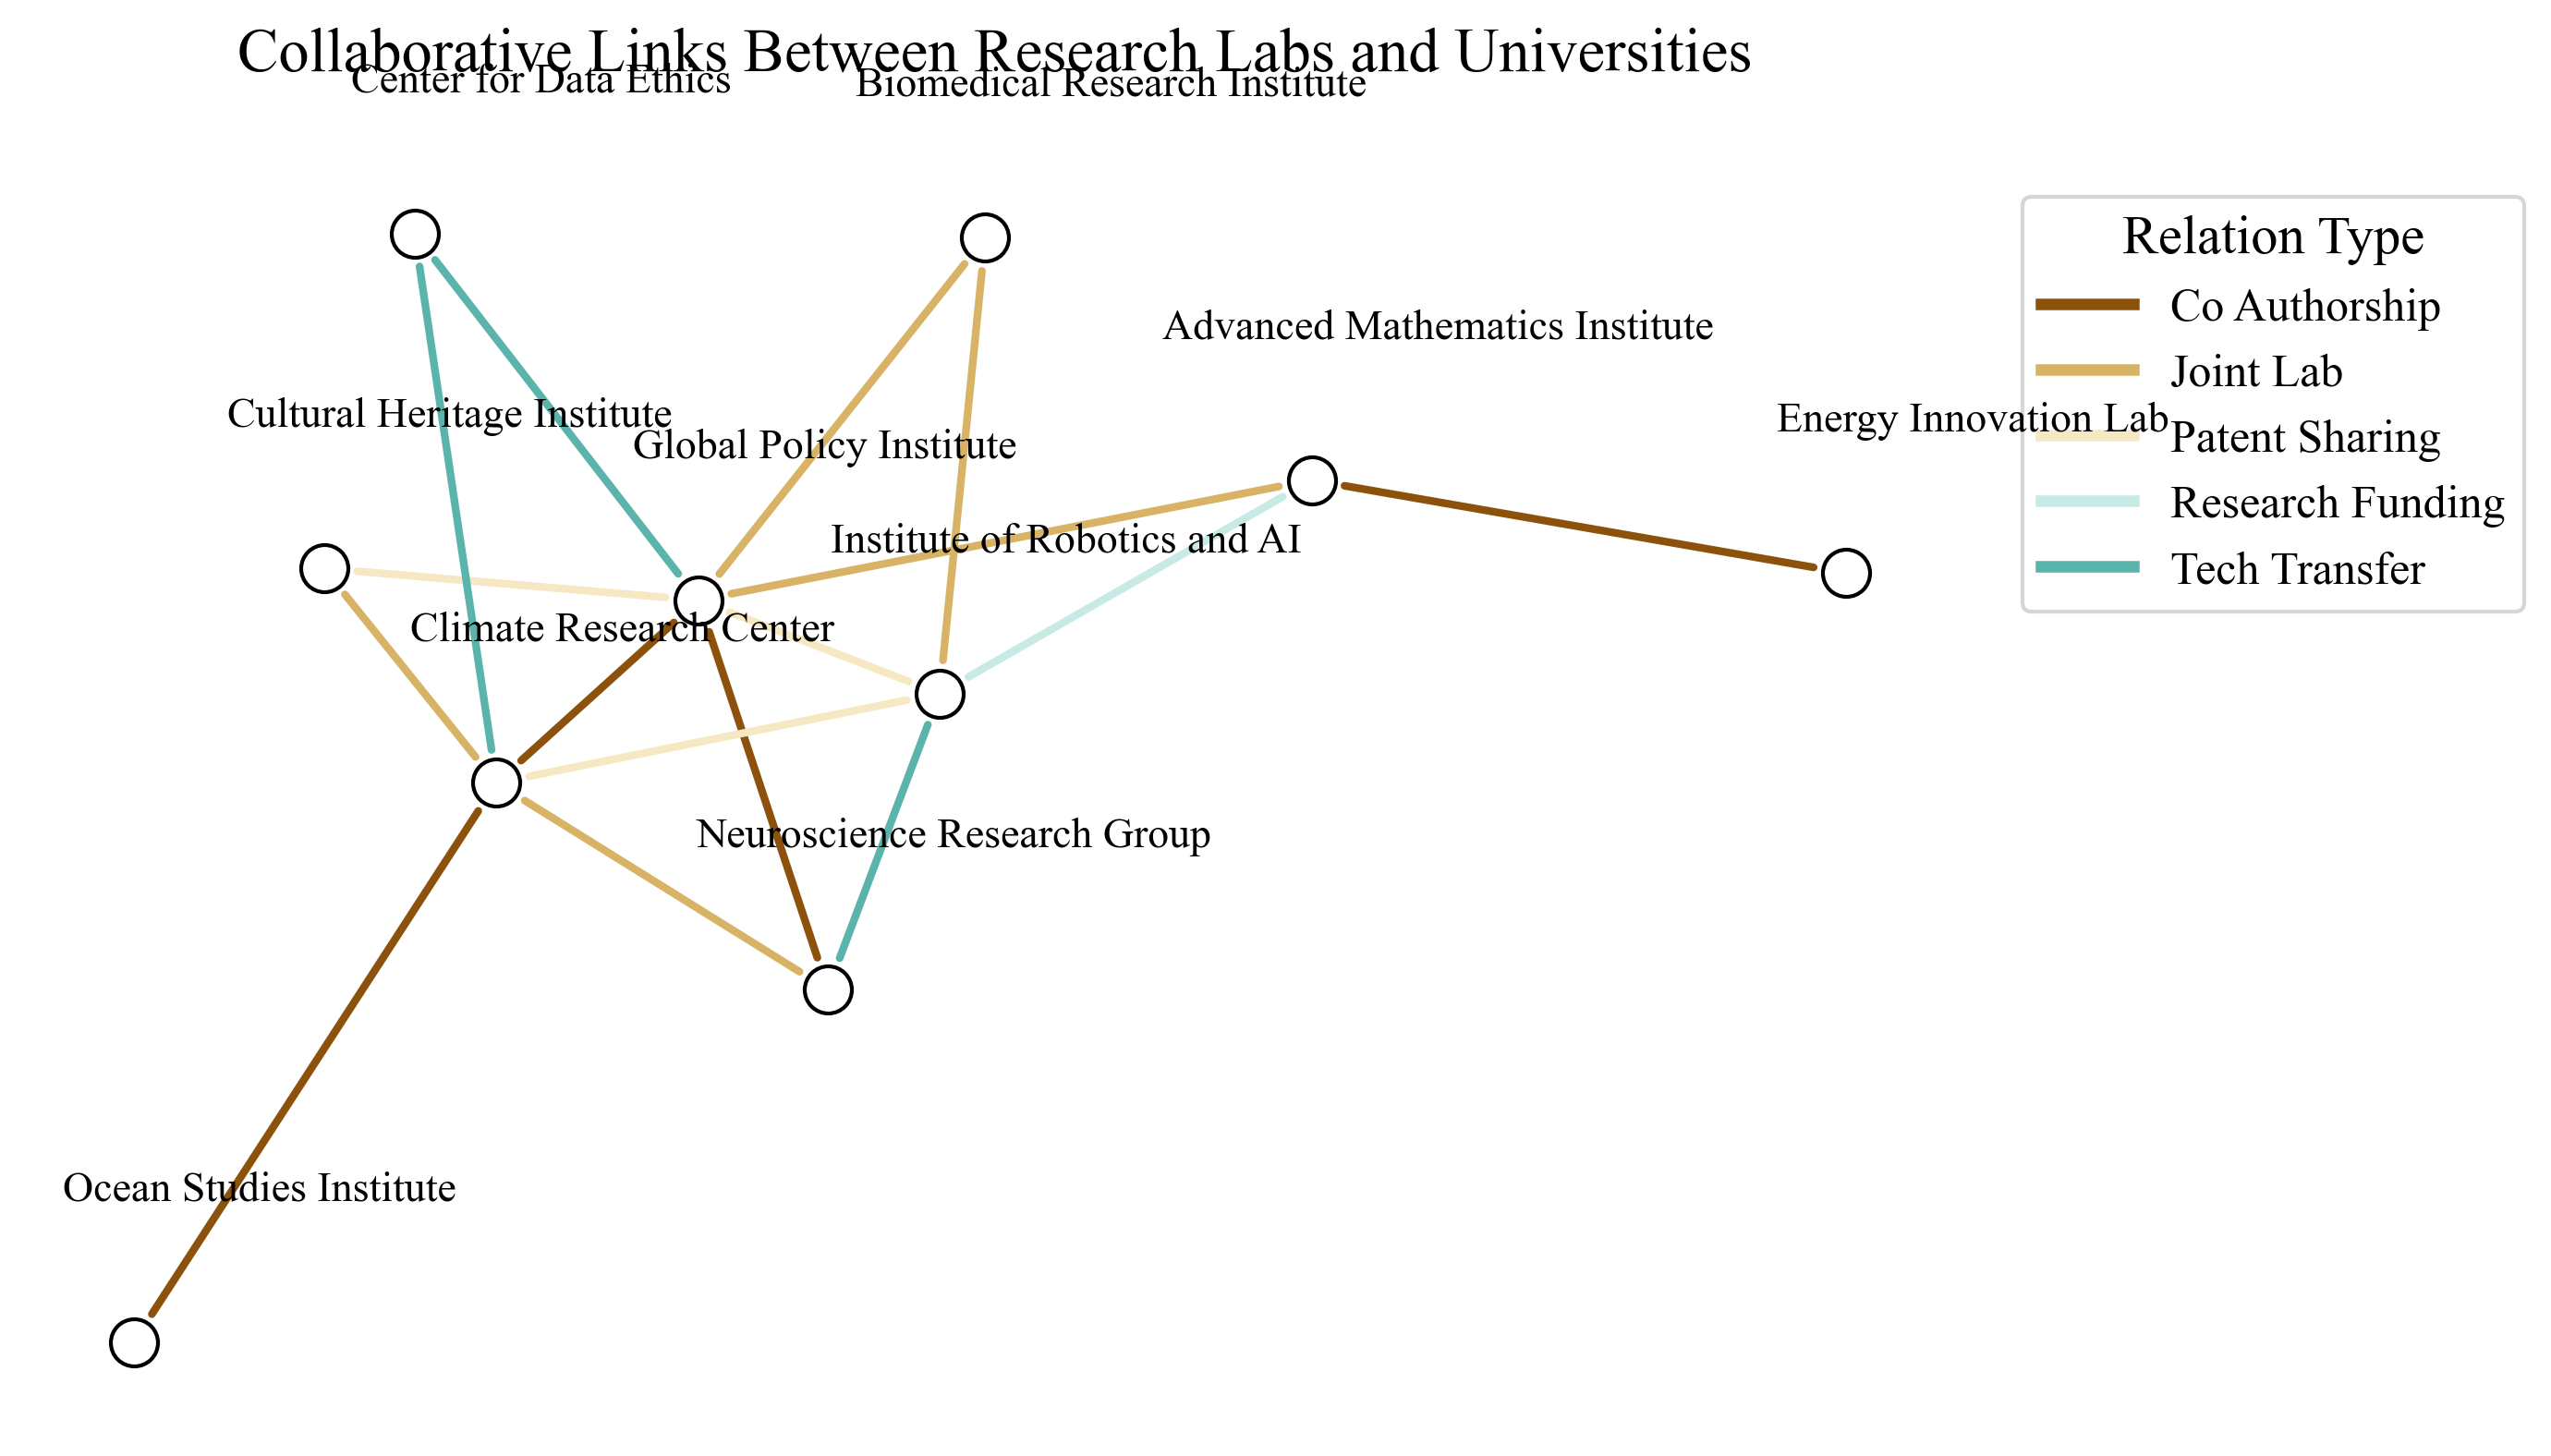 Collaborative Links Between Research Labs and Universities
Center for Data Ethics
Biomedical Research Institute
Advanced Mathematics Institute
Cultural Heritage Institute
Energy Innovation Lab
Global Policy Institute
Institute of Robotics and AI
Climate Research Center
Neuroscience Research Group
Ocean Studies Institute
Relation Type
Co Authorship
Joint Lab
Patent Sharing
Research Funding
Tech Transfer